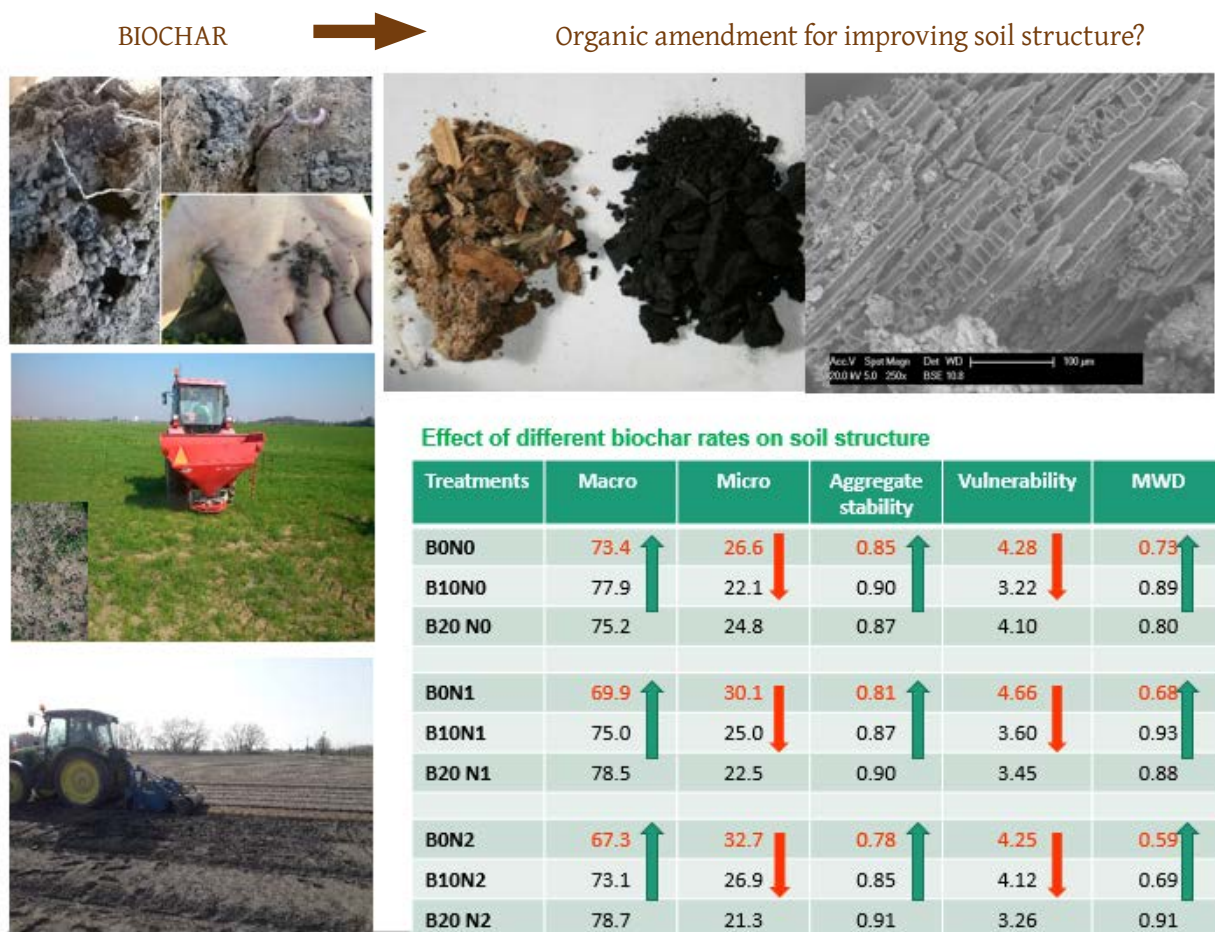 BIOCHAR
Organic amendment for improving soil structure?
Acc.V Spot Magn Det WD 100 µm
20.0 kV 5.0 250x BSE 10.8
Effect of different biochar rates on soil structure
Treatments Macro Micro Aggregate stability Vulnerability MWD
B0N0 73.4 26.6 0.85 4.28 0.73
B10N0 77.9 22.1 0.90 3.22 0.89
B20 N0 75.2 24.8 0.87 4.10 0.80
B0N1 69.9 30.1 0.81 4.66 0.68
B10N1 75.0 25.0 0.87 3.60 0.93
B20 N1 78.5 22.5 0.90 3.45 0.88
B0N2 67.3 32.7 0.78 4.25 0.59
B10N2 73.1 26.9 0.85 4.12 0.69
B20 N2 78.7 21.3 0.91 3.26 0.91